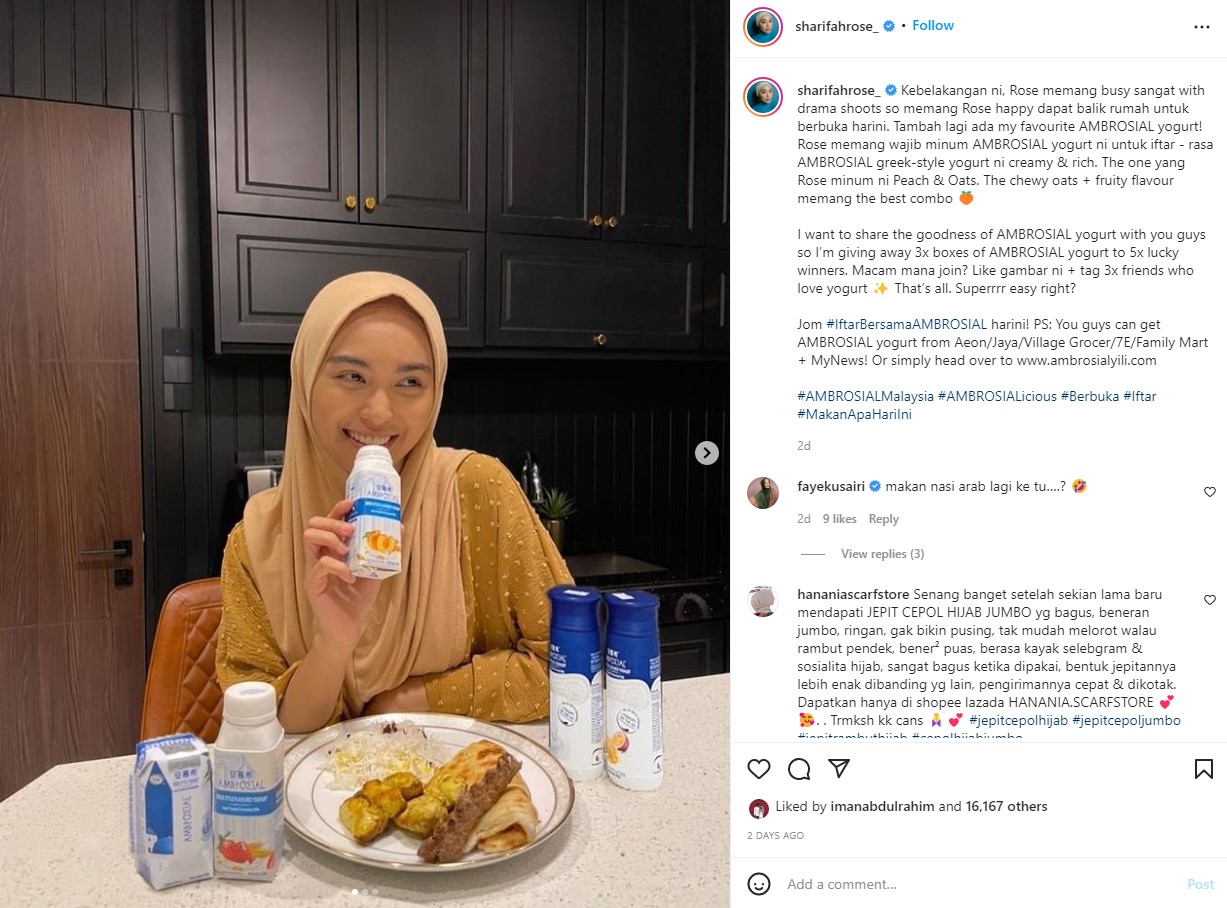 sharifahrose_ • Follow
sharifahrose_ Kebelakangan ni, Rose memang busy sangat with
drama shoots so memang Rose happy dapat balik rumah untuk
berbuka harini. Tambah lagi ada my favourite AMBROSIAL yogurt!
Rose memang wajib minum AMBROSIAL yogurt ni untuk iftar - rasa
AMBROSIAL greek-style yogurt ni creamy & rich. The one yang
Rose minum ni Peach & Oats. The chewy oats + fruity flavour
memang the best combo 🍑
I want to share the goodness of AMBROSIAL yogurt with you guys
so I'm giving away 3x boxes of AMBROSIAL yogurt to 5x lucky
winners. Macam mana join? Like gambar ni + tag 3x friends who
love yogurt ✨ That's all. Superrrr easy right?
Jom #IftarBersamaAMBROSIAL harini! PS: You guys can get
AMBROSIAL yogurt from Aeon/Jaya/Village Grocer/7E/Family Mart
+ MyNews! Or simply head over to www.ambrosialyili.com
#AMBROSIALMalaysia #AMBROSIALicious #Berbuka #Iftar
#MakanApaHariIni
2d
fayekusairi makan nasi arab lagi ke tu....? 🤣
2d 9 likes Reply
View replies (3)
hananiascarfstore Senang banget setelah sekian lama baru
mendapati JEPIT CEPOL HIJAB JUMBO yg bagus, beneran
jumbo, ringan, gak bikin pusing, tak mudah melorot walau
rambut pendek, bener² puas, berasa kayak selebgram &
sosialita hijab, sangat bagus ketika dipakai, bentuk jepitannya
lebih enak dibanding yg lain, pengirimannya cepat & dikotak.
Dapatkan hanya di shopee lazada HANANIA.SCARFSTORE 💕
🥰. . Trmksh kk cans 🙏 💕 #jepitcepolhijab #jepitcepoljumbo
#jepitrambuthijab #cepolhijabjumbo
Liked by imanabdulrahim and 16,167 others
2 DAYS AGO
Add a comment...
Post
安慕希
AMBROSIAL
AMBROSIAL
安慕希
AMBROSIAL